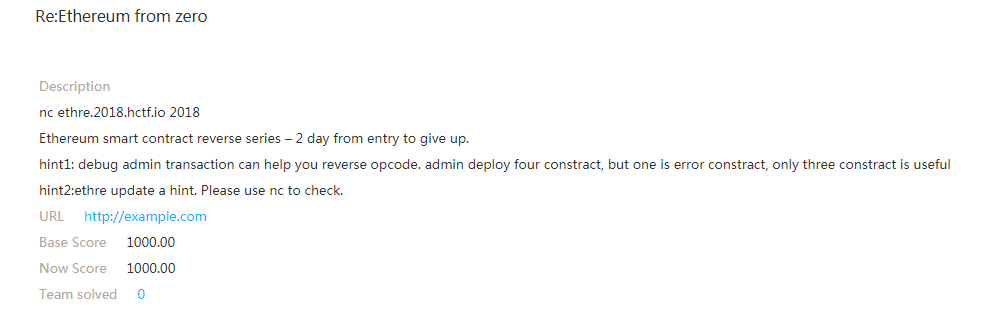 Re:Ethereum from zero
Description
nc ethre.2018.hctf.io 2018
Ethereum smart contract reverse series – 2 day from entry to give up.
hint1: debug admin transaction can help you reverse opcode. admin deploy four constract, but one is error constract, only three constract is useful
hint2:ethre update a hint. Please use nc to check.
URL http://example.com
Base Score 1000.00
Now Score 1000.00
Team solved 0